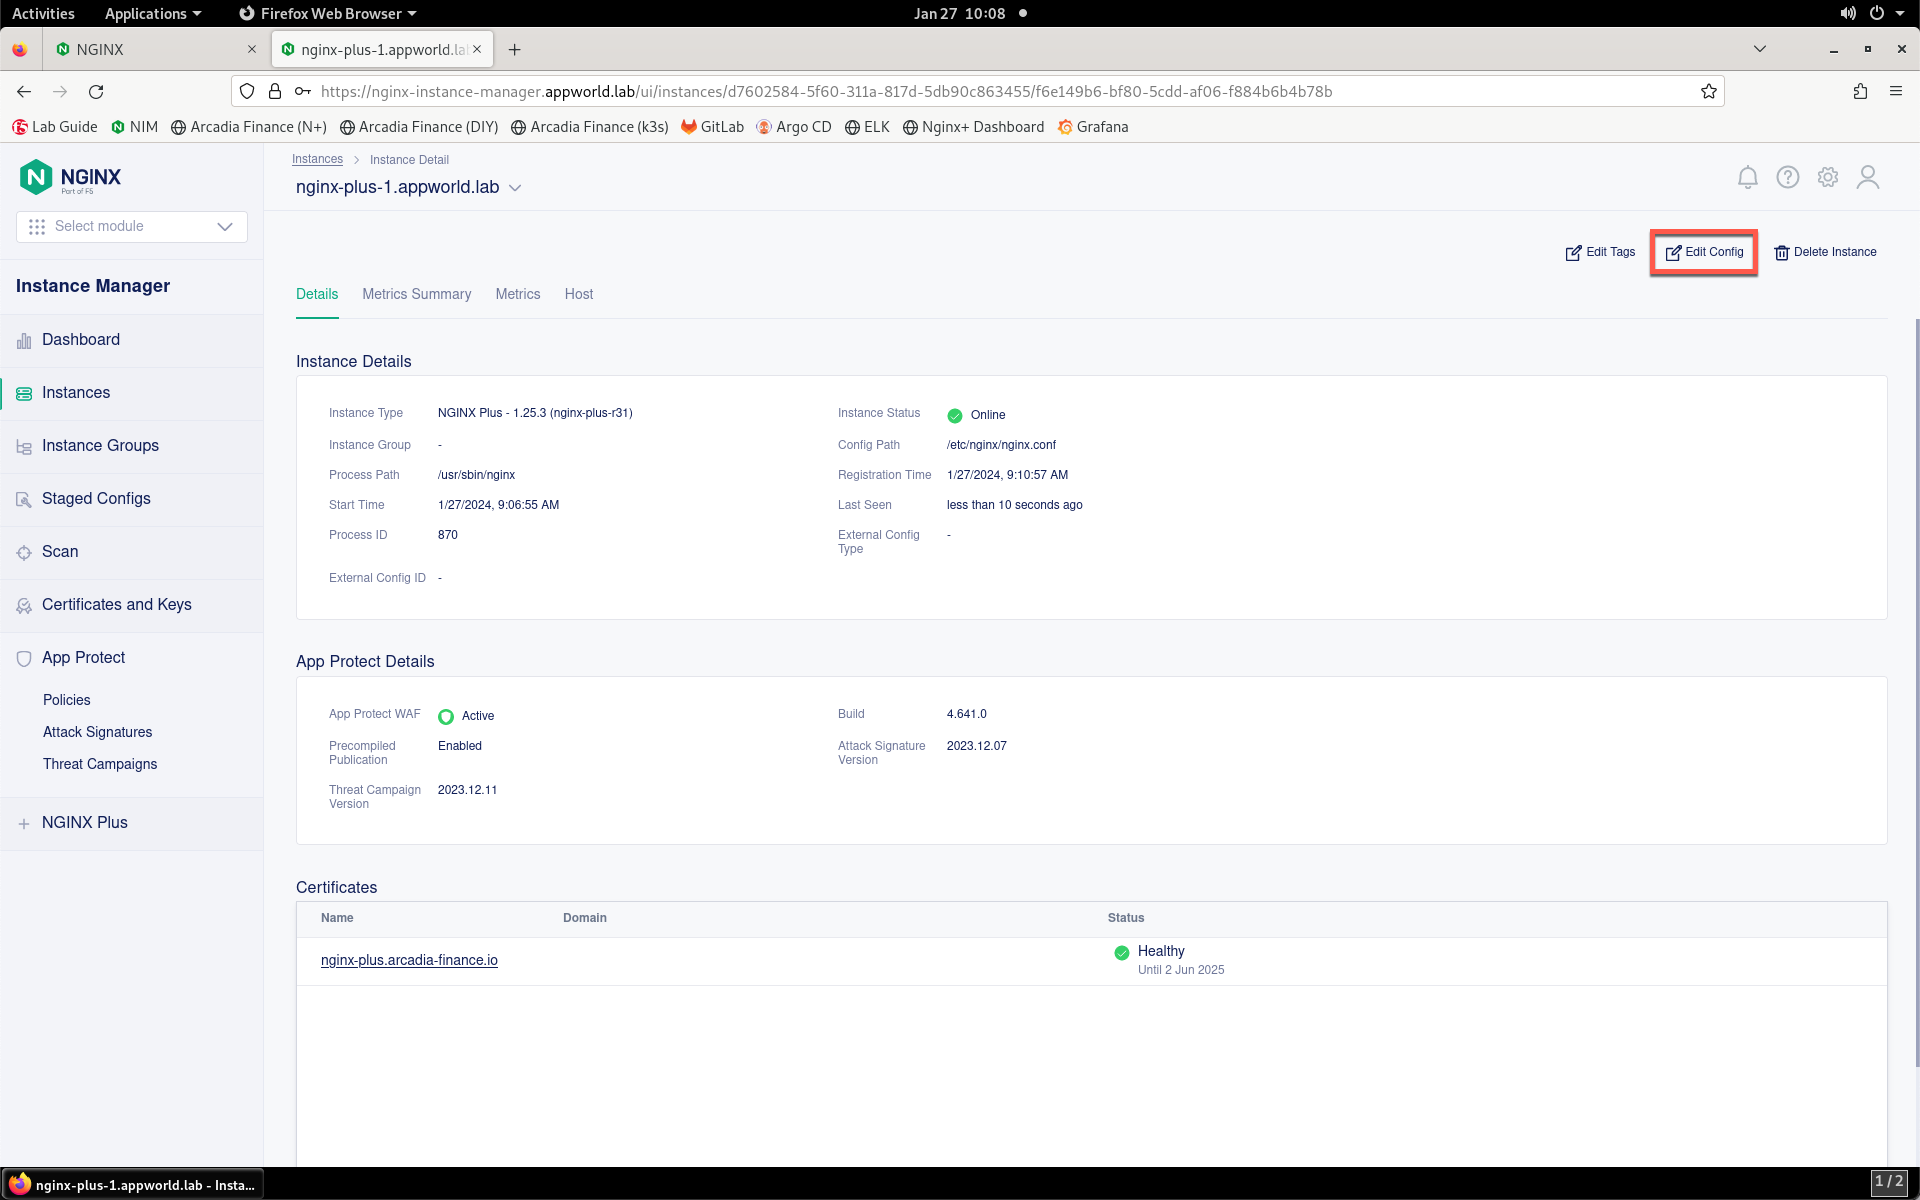 Activities Applications Firefox Web Browser Jan 27 10:08
NGINX nginx-plus-1.appworld.la
https://nginx-instance-manager.appworld.lab/ui/instances/d7602584-5f60-311a-817d-5db90c863455/f6e149b6-bf80-5cdd-af06-f884b6b4b78b
Lab Guide NIM Arcadia Finance (N+) Arcadia Finance (DIY) Arcadia Finance (k3s) GitLab Argo CD ELK Nginx+ Dashboard Grafana
NGINX
Part of F5
Select module
Instance Manager
Dashboard
Instances
Instance Groups
Staged Configs
Scan
Certificates and Keys
App Protect
Policies
Attack Signatures
Threat Campaigns
NGINX Plus
Instances > Instance Detail
nginx-plus-1.appworld.lab
Edit Tags Edit Config Delete Instance
Details Metrics Summary Metrics Host
Instance Details
Instance Type NGINX Plus - 1.25.3 (nginx-plus-r31) Instance Status Online
Instance Group - Config Path /etc/nginx/nginx.conf
Process Path /usr/sbin/nginx Registration Time 1/27/2024, 9:10:57 AM
Start Time 1/27/2024, 9:06:55 AM Last Seen less than 10 seconds ago
Process ID 870 External Config Type -
External Config ID -
App Protect Details
App Protect WAF Active Build 4.641.0
Precompiled Publication Enabled Attack Signature Version 2023.12.07
Threat Campaign Version 2023.12.11
Certificates
Name Domain Status
nginx-plus.arcadia-finance.io Healthy
Until 2 Jun 2025
nginx-plus-1.appworld.lab - Insta... 1 / 2